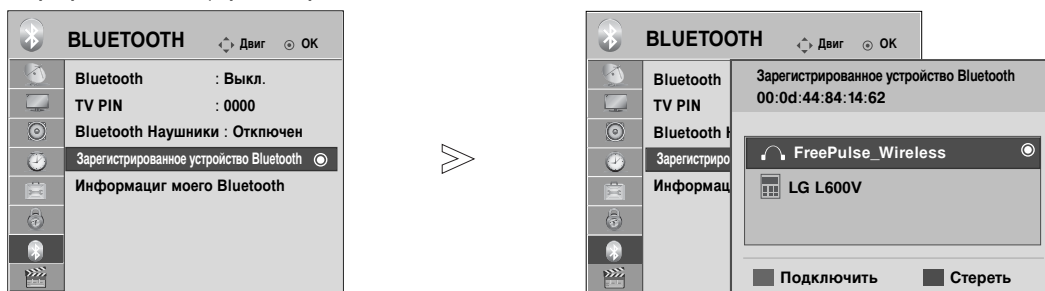 BLUETOOTH Двиг OK
Bluetooth : Выкл.
TV PIN : 0000
Bluetooth Наушники : Откпючен
Зарегистрированное устройство Bluetooth
Информациг моего Bluetooth
BLUETOOTH Двиг OK
Bluetooth
TV PIN
Bluetooth
Зарегистриро
Информац
Зарегистрированное устройство Bluetooth
00:0d:44:84:14:62
FreePulse_Wireless
LG L600V
Подключить Стереть